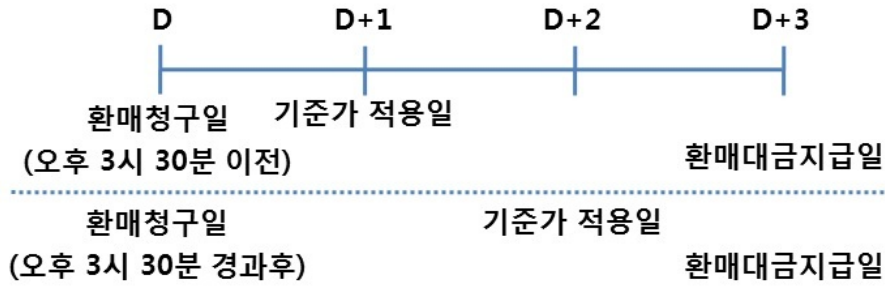 D D+1 D+2 D+3
환매청구일 기준가 적용일
(오후 3시 30분 이전) 환매대금지급일
환매청구일 기준가 적용일
(오후 3시 30분 경과후) 환매대금지급일